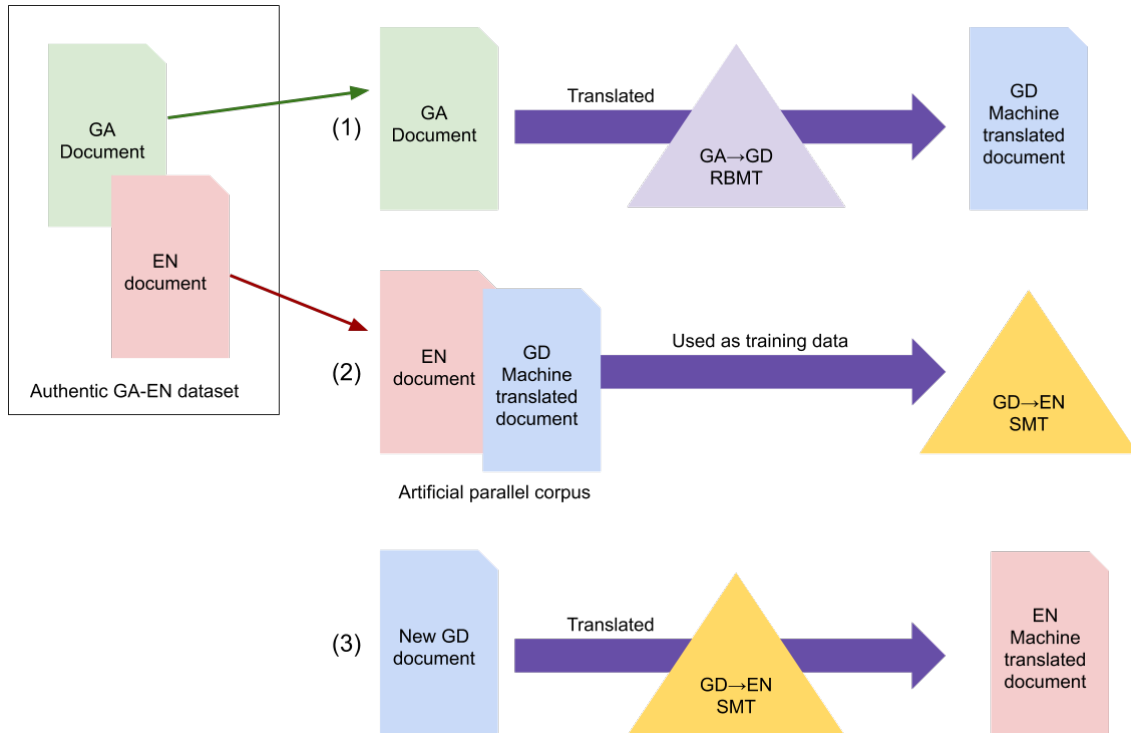 GA
Document
EN
document
Authentic GA-EN dataset
(1)
GA
Document
Translated
GA→GD
RBMT
GD
Machine
translated
document
(2)
EN
document
GD
Machine
translated
document
Artificial parallel corpus
Used as training data
GD→EN
SMT
(3)
New GD
document
Translated
GD→EN
SMT
EN
Machine
translated
document